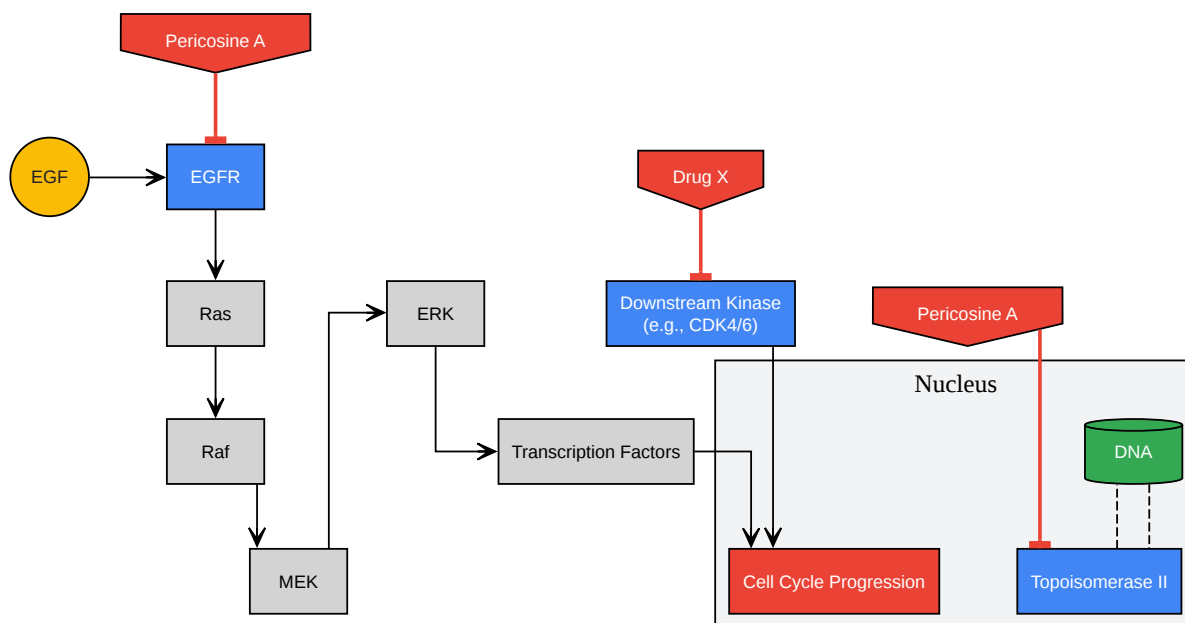 Pericosine A
EGF
EGFR
Drug X
Ras
ERK
Downstream Kinase
(e.g., CDK4/6)
Pericosine A
Nucleus
Raf
Transcription Factors
DNA
MEK
Cell Cycle Progression
Topoisomerase II